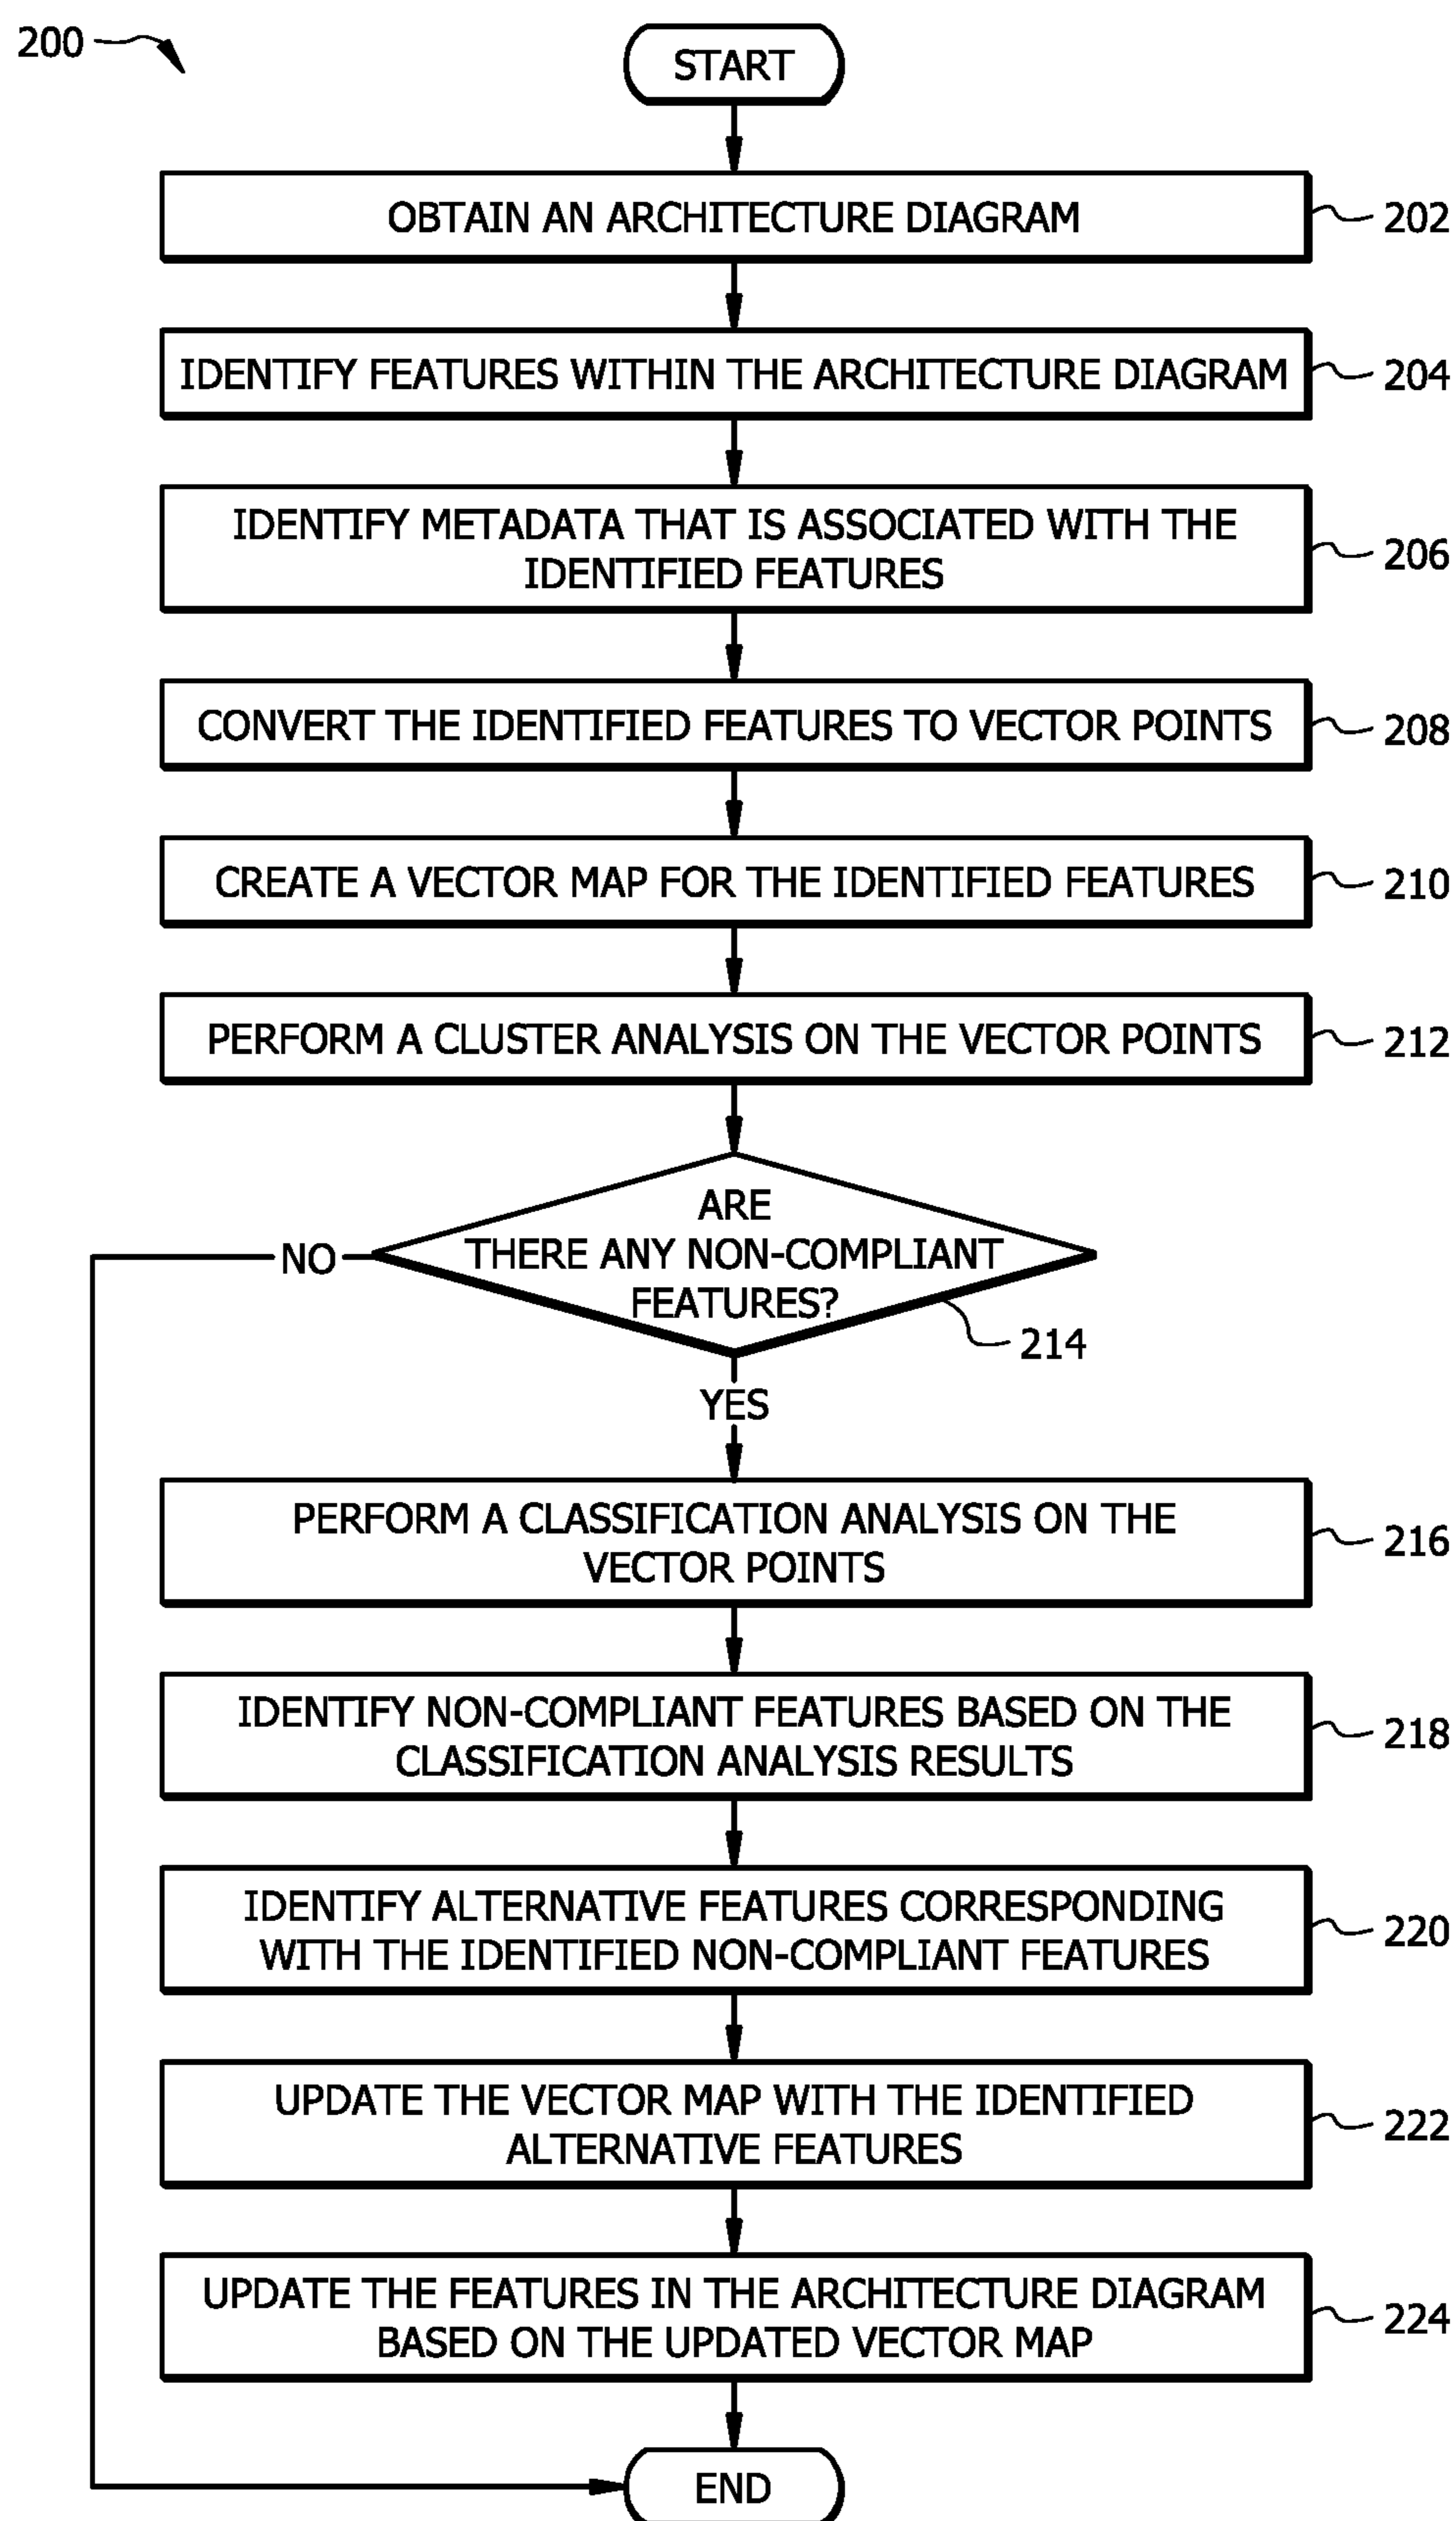 200
START
OBTAIN AN ARCHITECTURE DIAGRAM
202
IDENTIFY FEATURES WITHIN THE ARCHITECTURE DIAGRAM
204
IDENTIFY METADATA THAT IS ASSOCIATED WITH THE
IDENTIFIED FEATURES
206
CONVERT THE IDENTIFIED FEATURES TO VECTOR POINTS
208
CREATE A VECTOR MAP FOR THE IDENTIFIED FEATURES
210
PERFORM A CLUSTER ANALYSIS ON THE VECTOR POINTS
212
ARE
THERE ANY NON-COMPLIANT
FEATURES?
214
NO
YES
PERFORM A CLASSIFICATION ANALYSIS ON THE
VECTOR POINTS
216
IDENTIFY NON-COMPLIANT FEATURES BASED ON THE
CLASSIFICATION ANALYSIS RESULTS
218
IDENTIFY ALTERNATIVE FEATURES CORRESPONDING
WITH THE IDENTIFIED NON-COMPLIANT FEATURES
220
UPDATE THE VECTOR MAP WITH THE IDENTIFIED
ALTERNATIVE FEATURES
222
UPDATE THE FEATURES IN THE ARCHITECTURE DIAGRAM
BASED ON THE UPDATED VECTOR MAP
224
END